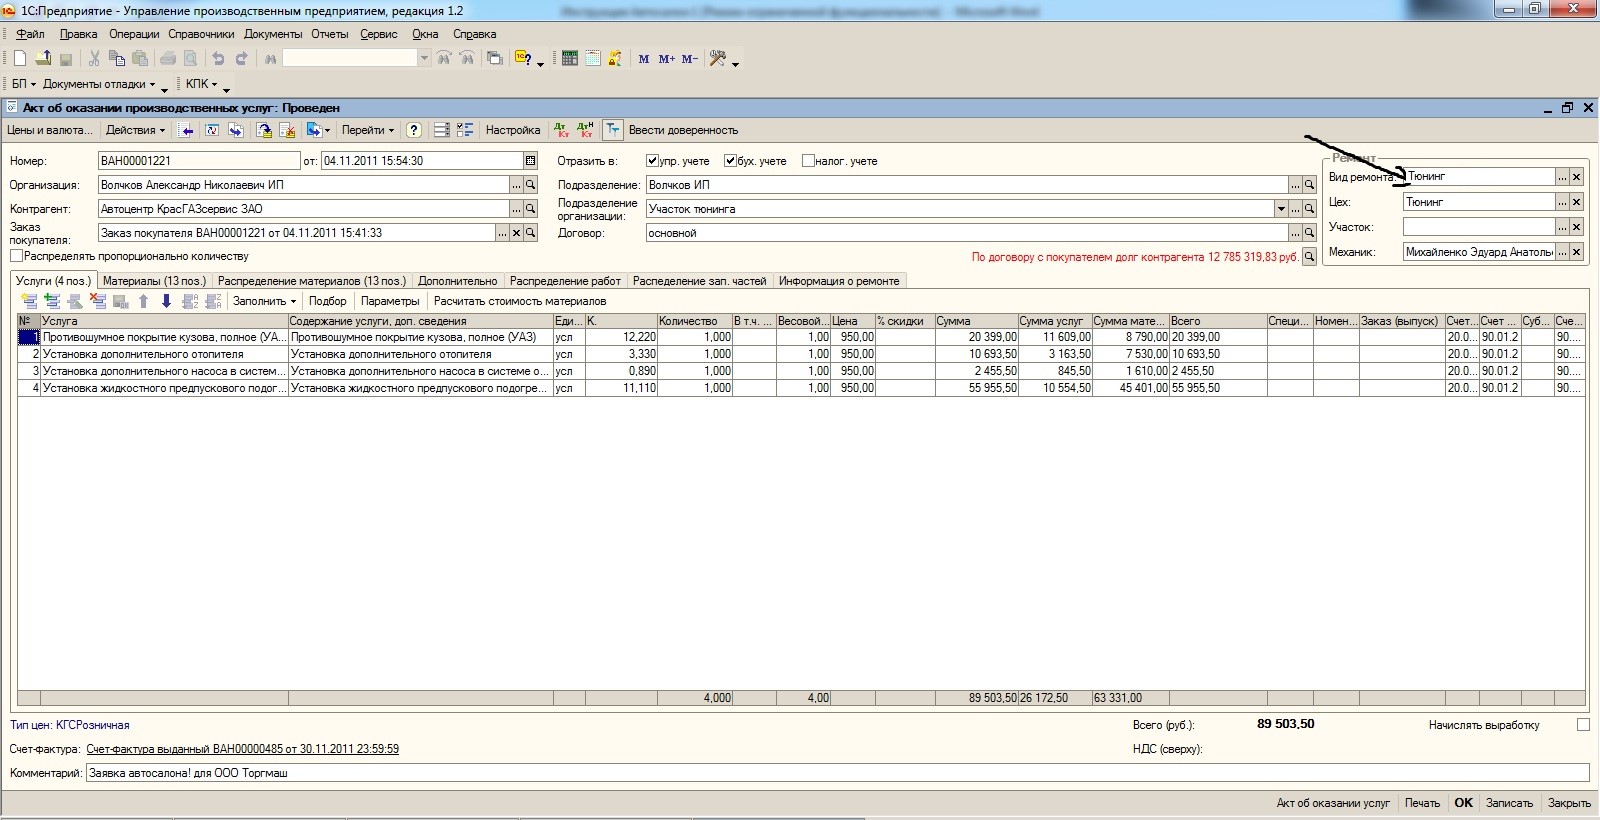 1С:Предприятие - Управление производственным предприятием, редакция 1.2
Файл Правка Операции Справочники Документы Отчеты Сервис Окна Справка
M M+ M-
БП Документы отладки КПК
Акт об оказании производственных услуг: Проведен
Цены и валюта... Действия Перейти Настройка Дт Кт Дт Н Кт Ввести доверенность
Номер: ВАН00001221 от: 04.11.2011 15:54:30 Отразить в: упр. учете бух. учете налог. учете Ремонт
Организация: Волчков Александр Николаевич ИП Подразделение: Волчков ИП Вид ремонта: Тюнинг
Контрагент: Автоцентр КрасГАЗсервис ЗАО Подразделение организации: Участок тюнинга Цех: Тюнинг
Заказ покупателя: Заказ покупателя ВАН00001221 от 04.11.2011 15:41:33 Договор: основной Участок:
Распределять пропорционально количеству По договору с покупателем долг контрагента 12 785 319,83 руб. Механик: Михайленко Эдуард Анатоль
Услуги (4 поз.) Материалы (13 поз.) Распределение материалов (13 поз.) Дополнительно Распределение работ Распеделение зап. частей Информация о ремонте
Заполнить Подбор Параметры Расчитать стоимость материалов
№ Услуга Содержание услуги, доп. сведения Еди... К. Количество В т.ч. ... Весовой... Цена % скидки Сумма Сумма услуг Сумма мате... Всего Специ... Номен... Заказ (выпуск) Счет... Счет ... Суб... Сче...
1 Противошумное покрытие кузова, полное (УА... Противошумное покрытие кузова, полное (УАЗ) усл 12,220 1,000 1,00 950,00 20 399,00 11 609,00 8 790,00 20 399,00 20.0... 90.01.2 90....
2 Установка дополнительного отопителя Установка дополнительного отопителя усл 3,330 1,000 1,00 950,00 10 693,50 3 163,50 7 530,00 10 693,50 20.0... 90.01.2 90....
3 Установка дополнительного насоса в систем... Установка дополнительного насоса в системе о... усл 0,890 1,000 1,00 950,00 2 455,50 845,50 1 610,00 2 455,50 20.0... 90.01.2 90....
4 Установка жидкостного предпускового подог... Установка жидкостного предпускового подогре... усл 11,110 1,000 1,00 950,00 55 955,50 10 554,50 45 401,00 55 955,50 20.0... 90.01.2 90....
4,000 4,00 89 503,50 26 172,50 63 331,00
Тип цен: КГСРозничная Всего (руб.): 89 503,50 Начислять выработку
Счет-фактура: Счет-фактура выданный ВАН00000485 от 30.11.2011 23:59:59 НДС (сверху):
Комментарий: Заявка автосалона! для ООО Торгмаш
Акт об оказании услуг Печать OK Записать Закрыть